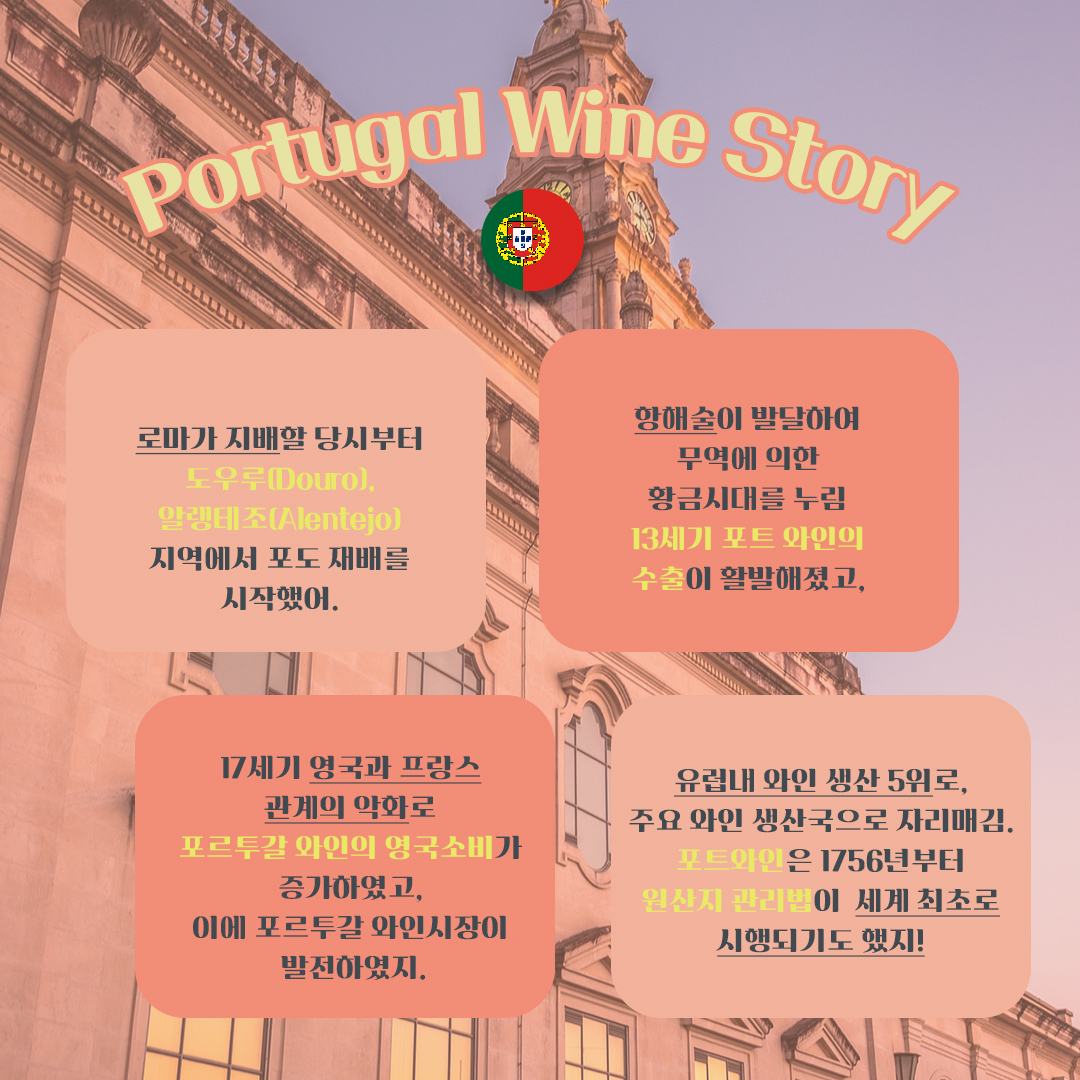 Portugal Wine Story
로마가 지배할 당시부터
도우루(Douro),
알랭테조(Alentejo)
지역에서 포도 재배를
시작했어.
항해술이 발달하여
무역에 의한
황금시대를 누림
13세기 포트 와인의
수출이 활발해졌고,
17세기 영국과 프랑스
관계의 악화로
포르투갈 와인의 영국소비가
증가하였고,
이에 포르투갈 와인시장이
발전하였지.
유럽내 와인 생산 5위로,
주요 와인 생산국으로 자리매김.
포트와인은 1756년부터
원산지 관리법이 세계 최초로
시행되기도 했지!